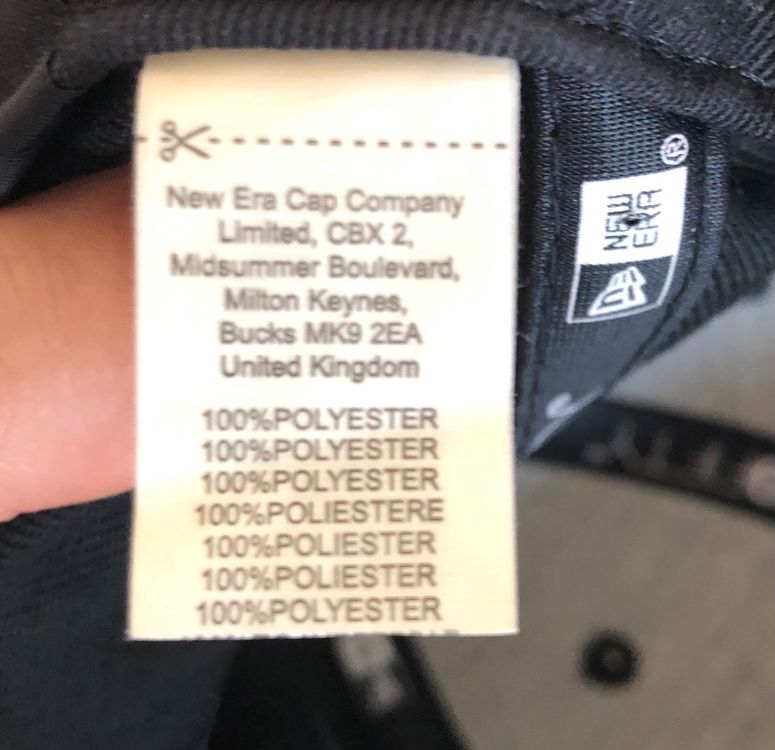 New Era Cap Company
Limited, CBX 2,
Midsummer Boulevard,
Milton Keynes,
Bucks MK9 2EA
United Kingdom
100%POLYESTER
100%POLYESTER
100%POLYESTER
100%POLIESTERE
100%POLIESTER
100%POLIESTER
100%POLYESTER
NEW
ERA
®